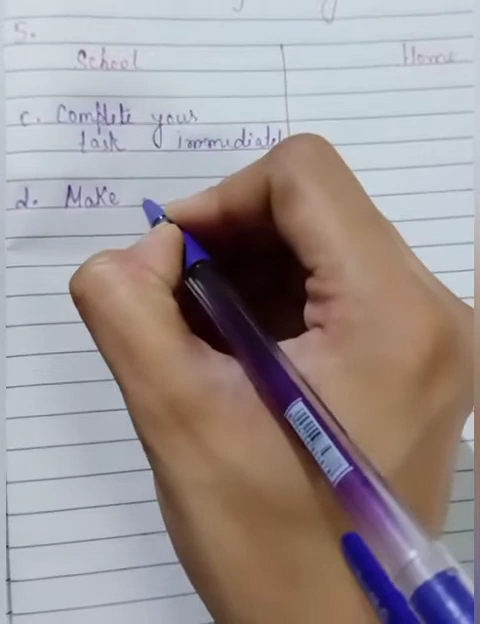 5.
School Home
c. Complete your
task immediatel
d. Make